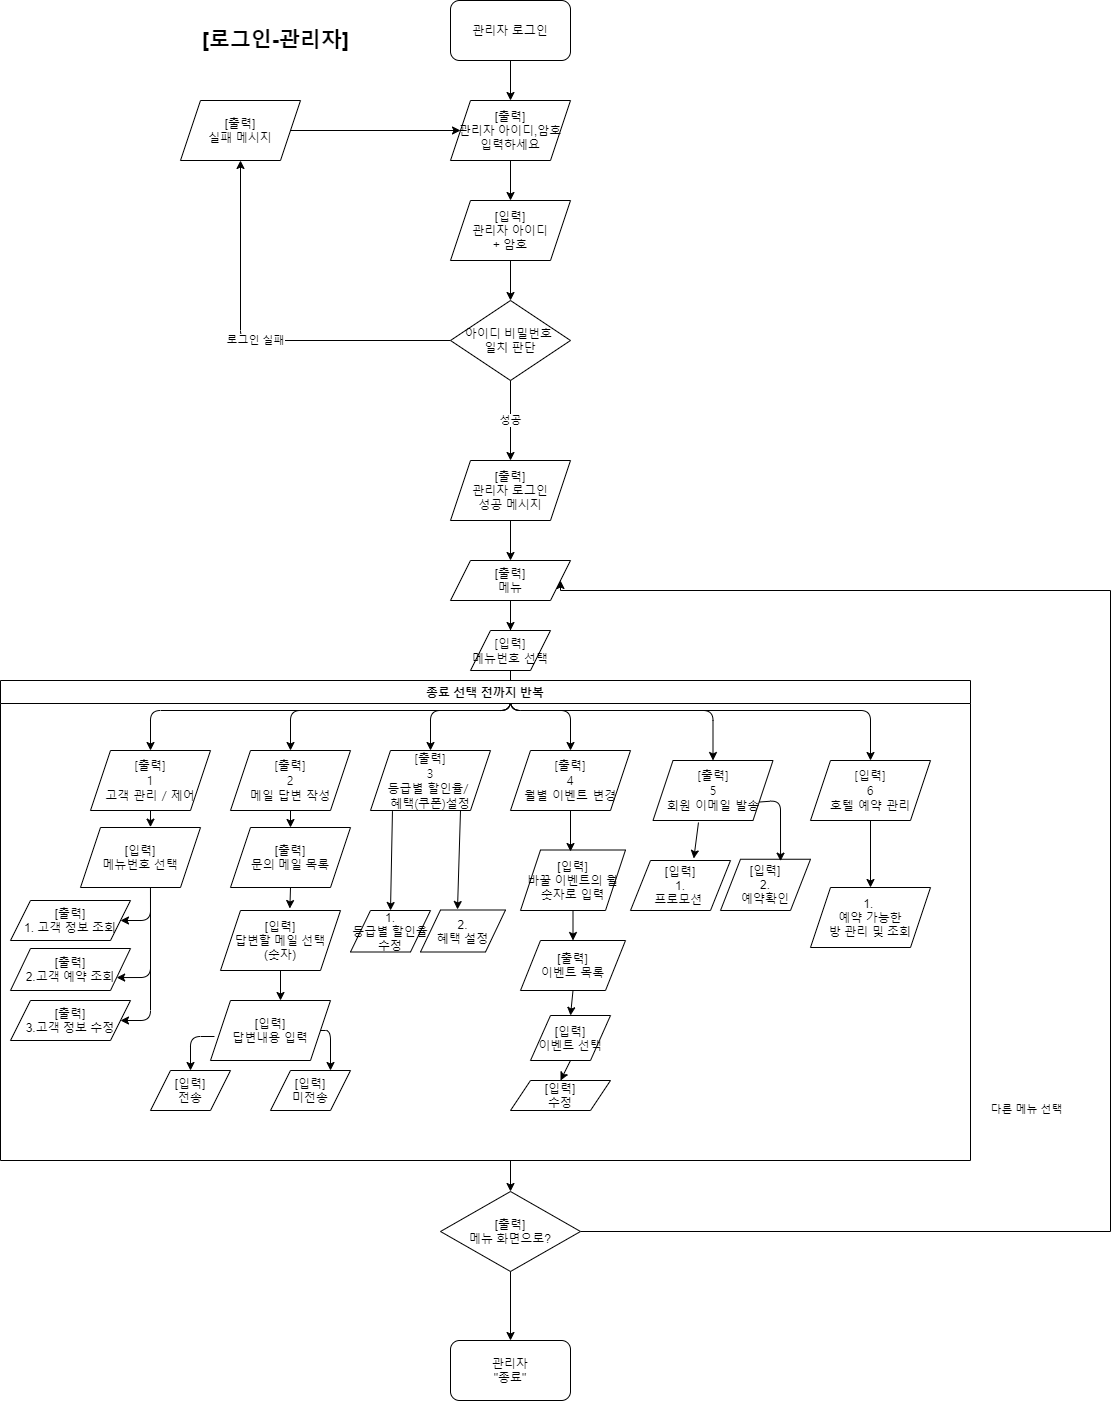 관리자 로그인
[로그인-관리자]
[출력]
실패 메시지
[출력]
관리자 아이디,암호
입력하세요
[입력]
관리자 아이디
+ 암호
아이디 비밀번호
일치 판단
로그인 실패
성공
[출력]
관리자 로그인
성공 메시지
[출력]
메뉴
[입력]
메뉴번호 선택
종료 선택 전까지 반복
[출력]
1
고객 관리 / 제어
[출력]
2
메일 답변 작성
[출력]
3
등급별 할인율/
혜택(쿠폰)설정
[출력]
4
월별 이벤트 변경
[출력]
5
회원 이메일 발송
[입력]
6
호텔 예약 관리
[입력]
메뉴번호 선택
[출력]
문의 메일 목록
[입력]
바꿀 이벤트의 월
숫자로 입력
[입력]
1.
프로모션
[입력]
2.
예약확인
1.
예약 가능한
방 관리 및 조회
[출력]
1. 고객 정보 조회
[입력]
답변할 메일 선택
(숫자)
1.
등급별 할인율
수정
2.
혜택 설정
[출력]
2.고객 예약 조회
[출력]
이벤트 목록
[출력]
3.고객 정보 수정
[입력]
답변내용 입력
[입력]
이벤트 선택
[입력]
전송
[입력]
미전송
[입력]
수정
다른 메뉴 선택
[출력]
메뉴 화면으로?
관리자
"종료"